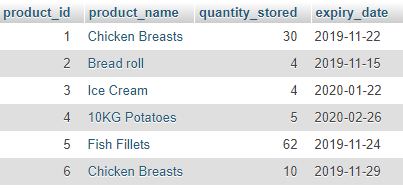 product_id product_name quantity_stored expiry_date
1 Chicken Breasts 30 2019-11-22
2 Bread roll 4 2019-11-15
3 Ice Cream 4 2020-01-22
4 10KG Potatoes 5 2020-02-26
5 Fish Fillets 62 2019-11-24
6 Chicken Breasts 10 2019-11-29